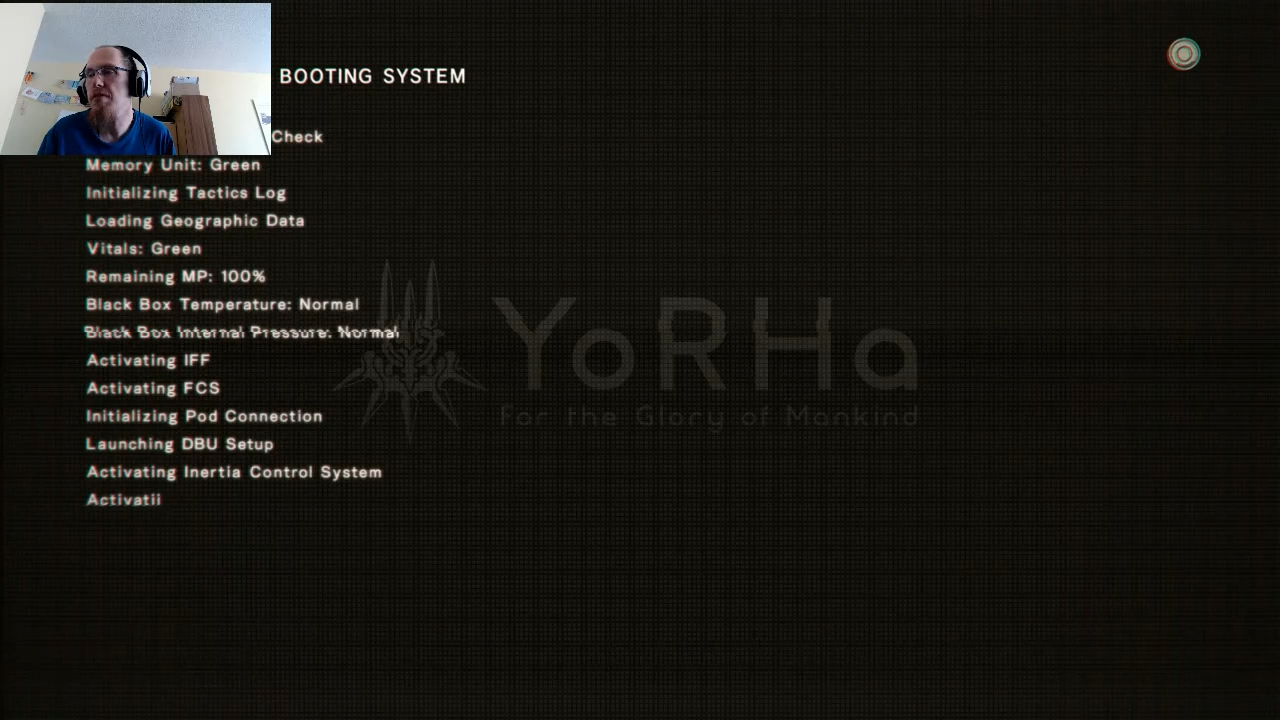 BOOTING SYSTEM
Check
Memory Unit: Green
Initializing Tactics Log
Loading Geographic Data
Vitals: Green
Remaining MP: 100%
Black Box Temperature: Normal
Black Box Internal Pressure: Normal
Activating IFF
Activating FCS
Initializing Pod Connection
Launching DBU Setup
Activating Inertia Control System
Activatii
YoRHa
For the Glory of Mankind